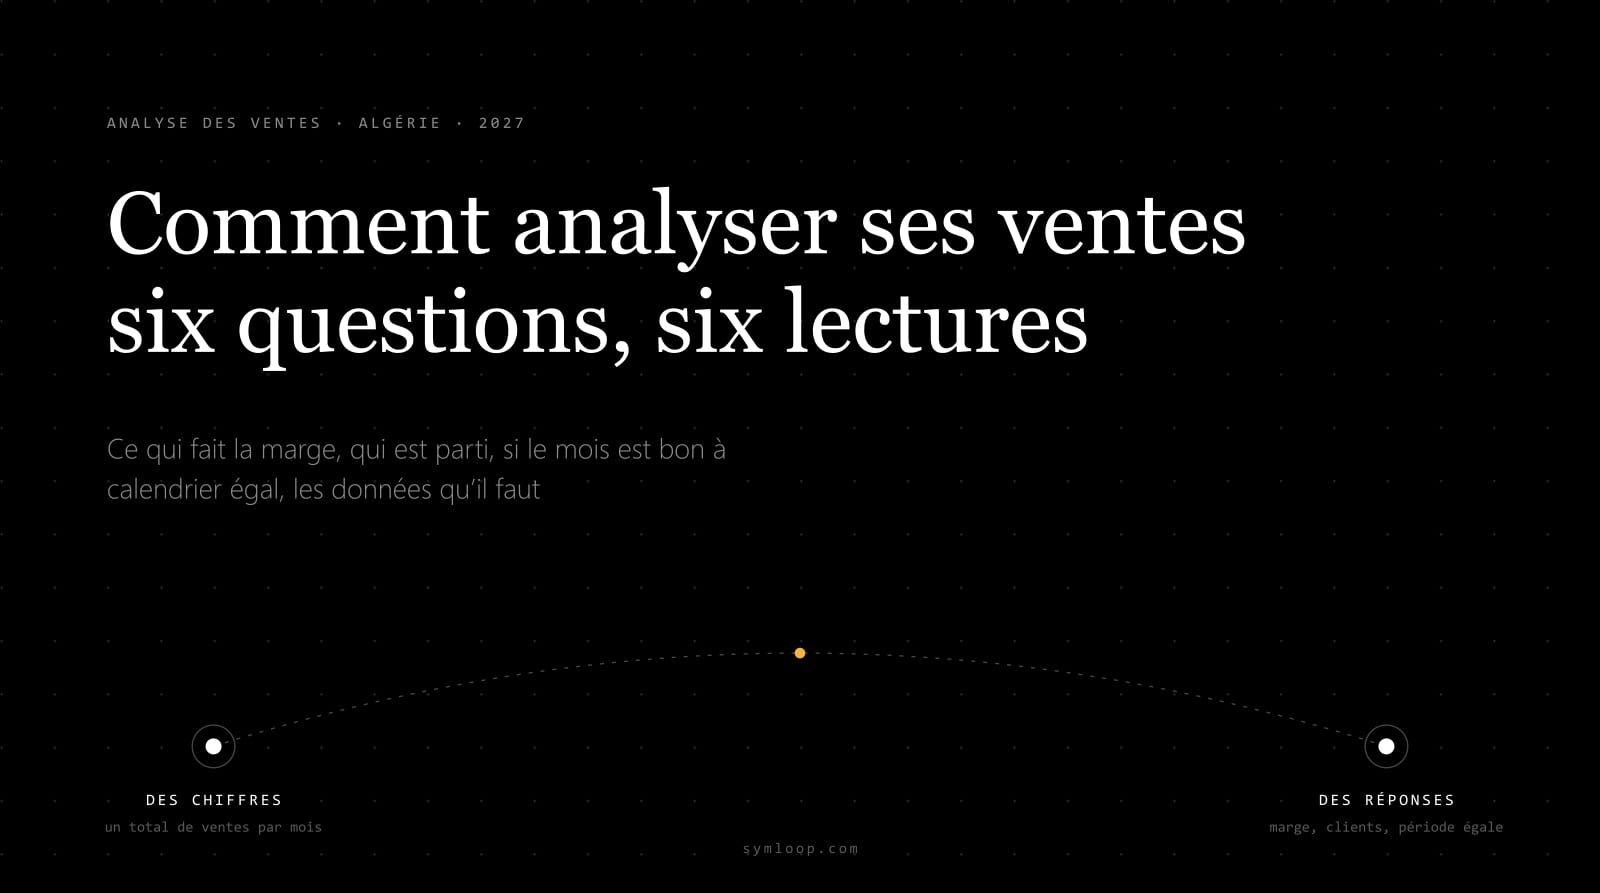 ANALYSE DES VENTES · ALGÉRIE · 2027
Comment analyser ses ventes
six questions, six lectures
Ce qui fait la marge, qui est parti, si le mois est bon à
calendrier égal, les données qu’il faut
DES CHIFFRES
un total de ventes par mois
DES RÉPONSES
marge, clients, période égale
symloop.com